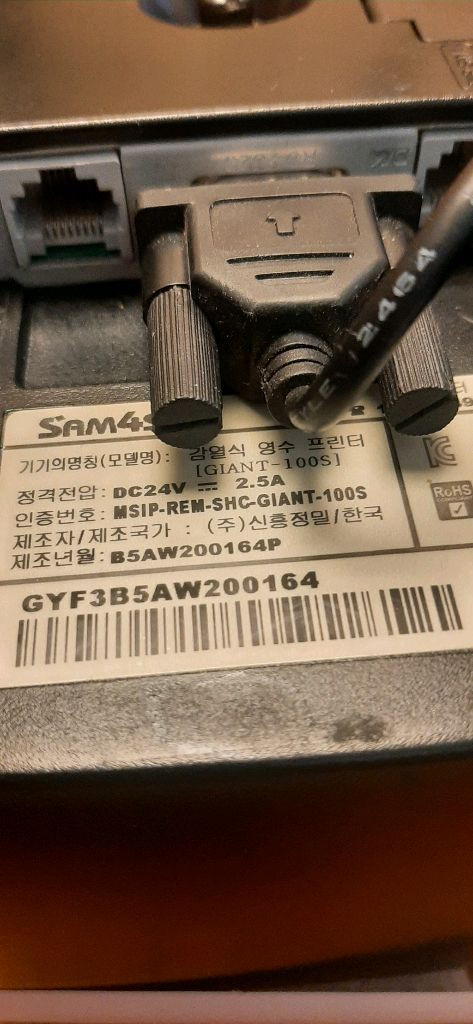 SAM4S
기기의명칭(모델명): 감열식 영수 프린터
[GIANT-100S]
정격전압: DC24V ⎓ 2.5A
인증번호: MSIP-REM-SHC-GIANT-100S
제조자/제조국가 : (주)신흥정밀/한국
제조년월: B5AW200164P
RoHS
GYF3B5AW200164
2464